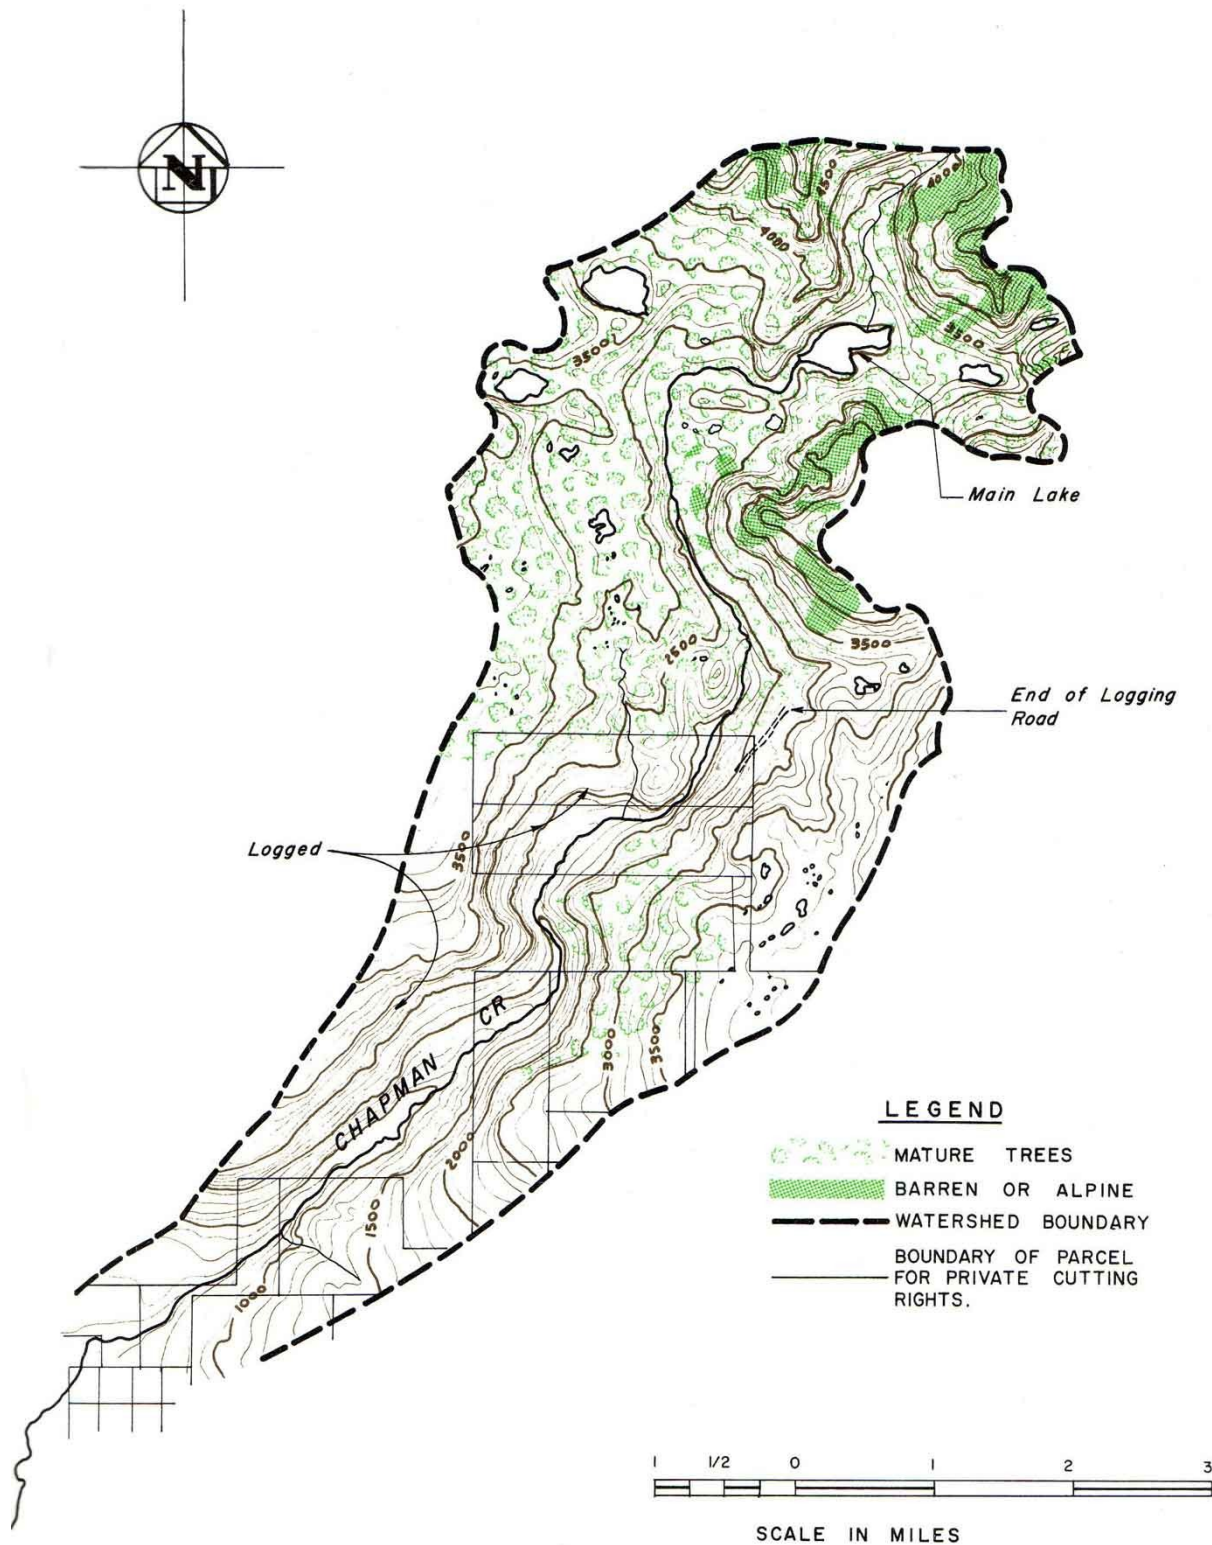 N
4500
4000
4000
3500
3500
Main Lake
2500
3500
End of Logging
Road
Logged
3500
CHAPMAN CR
3000
3500
2000
1500
1000
LEGEND
MATURE TREES
BARREN OR ALPINE
WATERSHED BOUNDARY
BOUNDARY OF PARCEL
FOR PRIVATE CUTTING
RIGHTS.
1 1/2 0 1 2 3
SCALE IN MILES